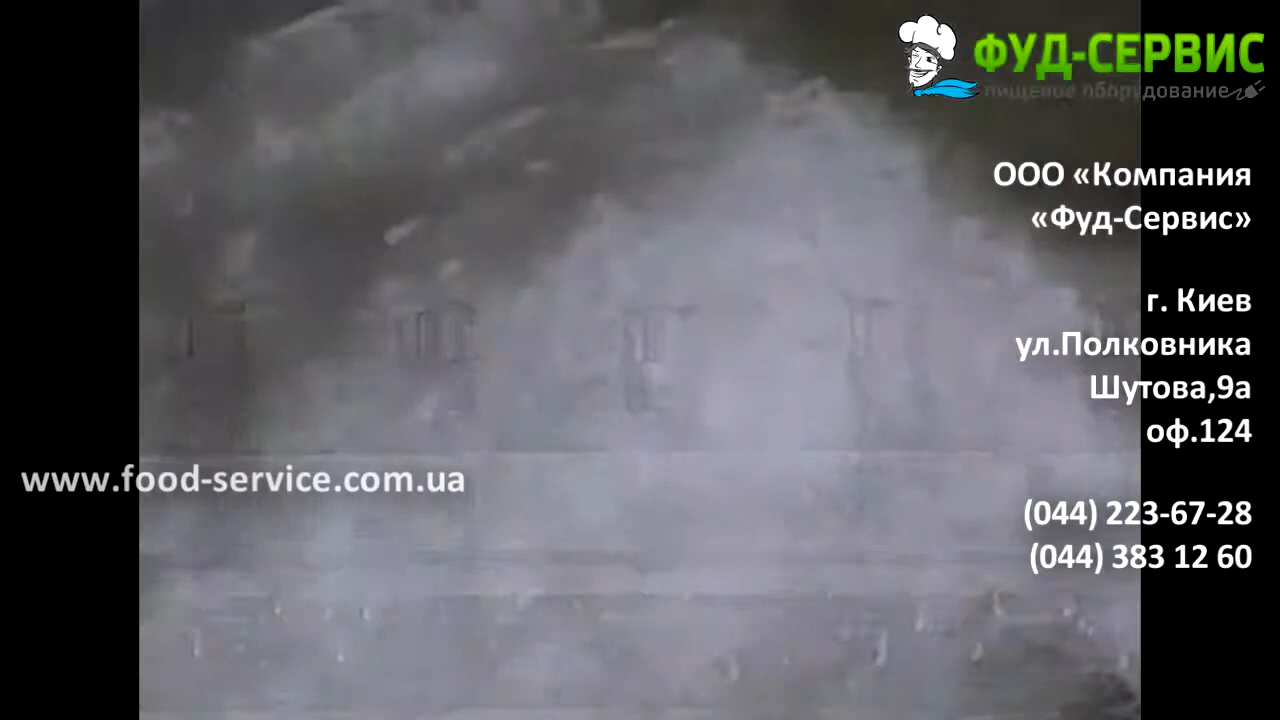 ФУД-СЕРВИС
пищевое оборудование
ООО «Компания
«Фуд-Сервис»
г. Киев
ул.Полковника
Шутова,9а
оф.124
www.food-service.com.ua
(044) 223-67-28
(044) 383 12 60